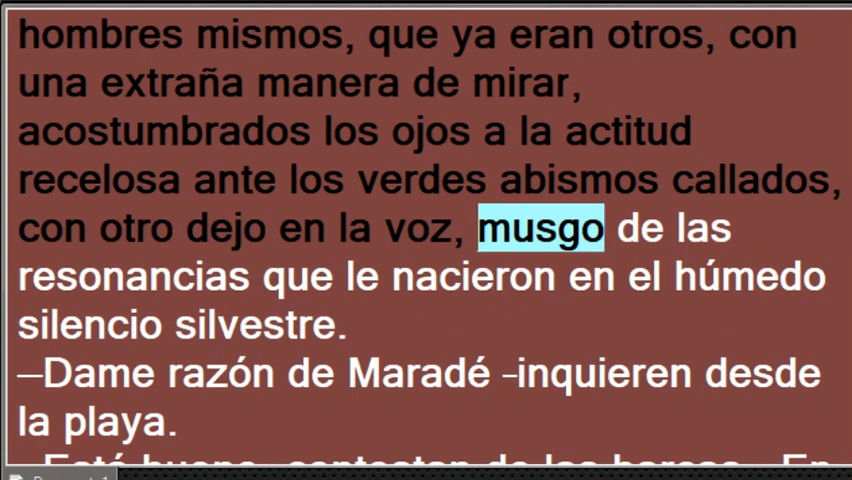 hombres mismos, que ya eran otros, con
una extraña manera de mirar,
acostumbrados los ojos a la actitud
recelosa ante los verdes abismos callados,
con otro dejo en la voz, musgo de las
resonancias que le nacieron en el húmedo
silencio silvestre.
—Dame razón de Maradé –inquieren desde
la playa.